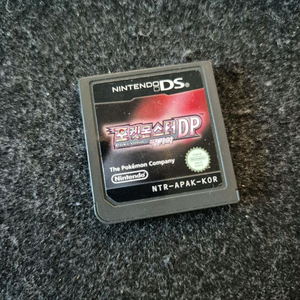 NINTENDO DS
포켓몬스터DP
The Pokémon Company
Nintendo
NTR-APAK-KOR